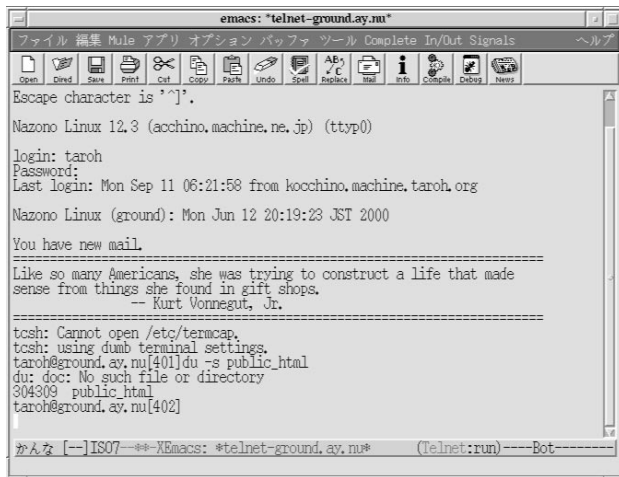 emacs: *telnet-ground.ay.nu*
ファイル 編集 Mule アプリ オプション バッファ ツール Complete In/Out Signals ヘルプ
Open Dired Save Print Cut Copy Paste Undo Spell Replace Mail Info Compile Debug News
Escape character is '^]'.
Nazono Linux 12.3 (acchino.machine.ne.jp) (ttyp0)
login: taroh
Password:
Last login: Mon Sep 11 06:21:58 from kocchino.machine.taroh.org
Nazono Linux (ground): Mon Jun 12 20:19:23 JST 2000
You have new mail.
==================================================================
Like so many Americans, she was trying to construct a life that made
sense from things she found in gift shops.
-- Kurt Vonnegut, Jr.
==================================================================
tcsh: Cannot open /etc/termcap.
tcsh: using dumb terminal settings.
taroh@ground.ay.nu[401]du -s public_html
du: doc: No such file or directory
304309 public_html
taroh@ground.ay.nu[402]
かんな [--]ISO7--**-XEmacs: *telnet-ground.ay.nu* (Telnet:run)----Bot--------